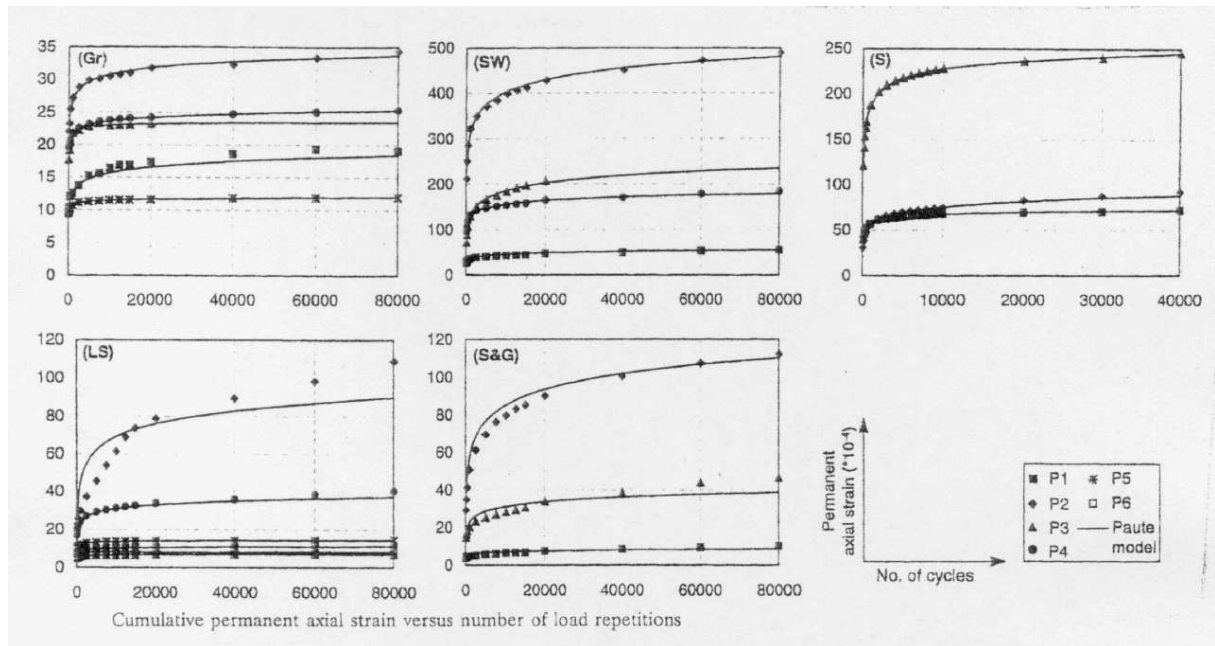 (Gr)
35
30
25
20
15
10
5
0
0 20000 40000 60000 80000
(SW)
500
400
300
200
100
0
0 20000 40000 60000 80000
(S)
250
200
150
100
50
0
0 10000 20000 30000 40000
(LS)
120
100
80
60
40
20
0
0 20000 40000 60000 80000
(S&G)
120
100
80
60
40
20
0
0 20000 40000 60000 80000
Permanent
axial strain (*10⁻⁴)
No. of cycles
P1 P5
P2 P6
P3 Paute
P4 model
Cumulative permanent axial strain versus number of load repetitions